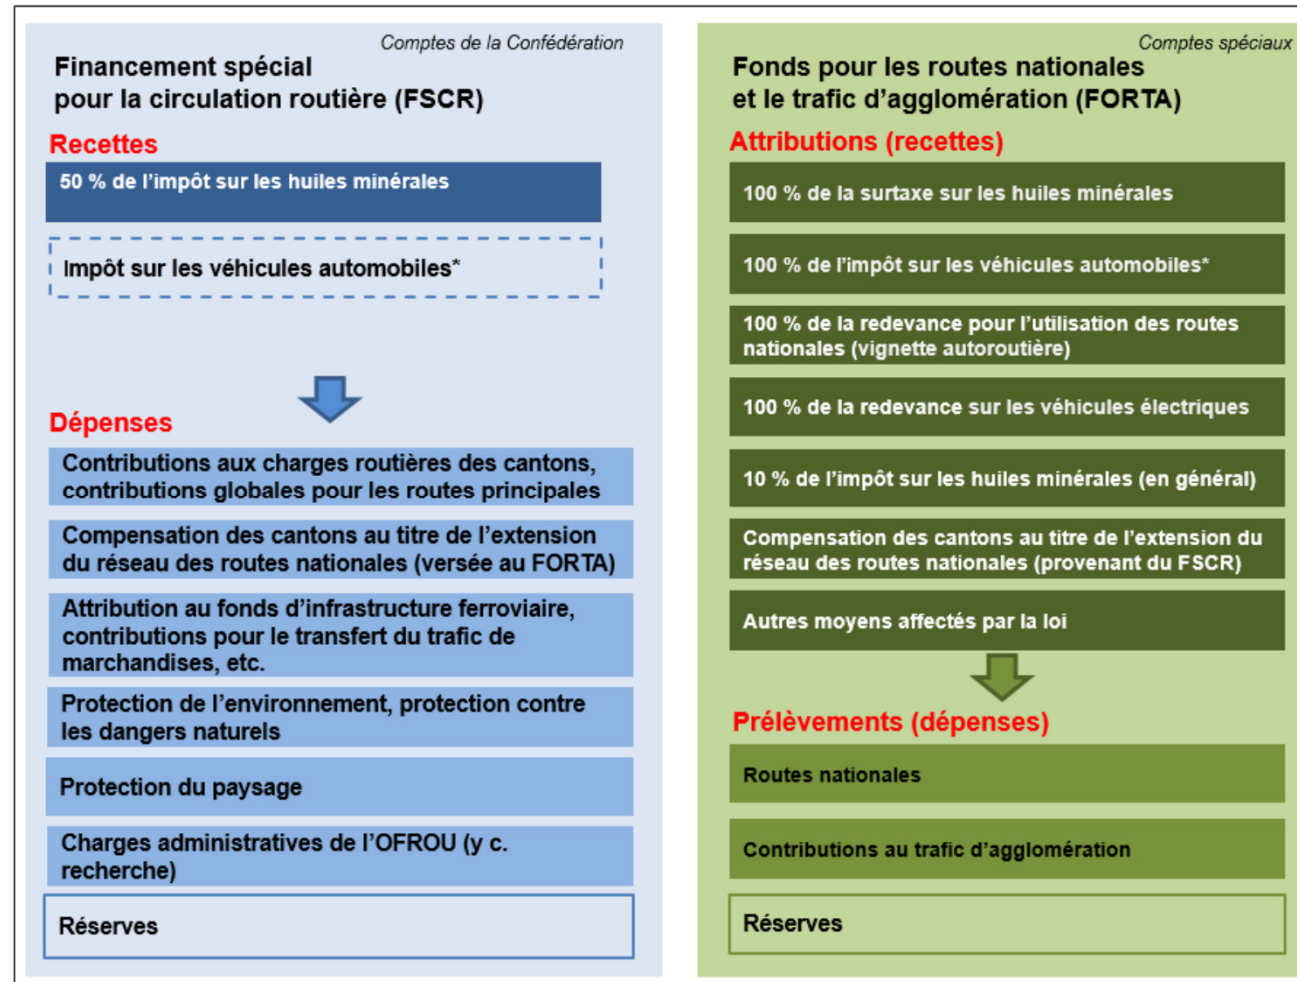 Comptes de la Confédération
Financement spécial
pour la circulation routière (FSCR)
Recettes
50 % de l’impôt sur les huiles minérales
Impôt sur les véhicules automobiles*
Dépenses
Contributions aux charges routières des cantons,
contributions globales pour les routes principales
Compensation des cantons au titre de l’extension
du réseau des routes nationales (versée au FORTA)
Attribution au fonds d’infrastructure ferroviaire,
contributions pour le transfert du trafic de
marchandises, etc.
Protection de l’environnement, protection contre
les dangers naturels
Protection du paysage
Charges administratives de l’OFROU (y c.
recherche)
Réserves
Comptes spéciaux
Fonds pour les routes nationales
et le trafic d’agglomération (FORTA)
Attributions (recettes)
100 % de la surtaxe sur les huiles minérales
100 % de l’impôt sur les véhicules automobiles*
100 % de la redevance pour l’utilisation des routes
nationales (vignette autoroutière)
100 % de la redevance sur les véhicules électriques
10 % de l’impôt sur les huiles minérales (en général)
Compensation des cantons au titre de l’extension du
réseau des routes nationales (provenant du FSCR)
Autres moyens affectés par la loi
Prélèvements (dépenses)
Routes nationales
Contributions au trafic d’agglomération
Réserves